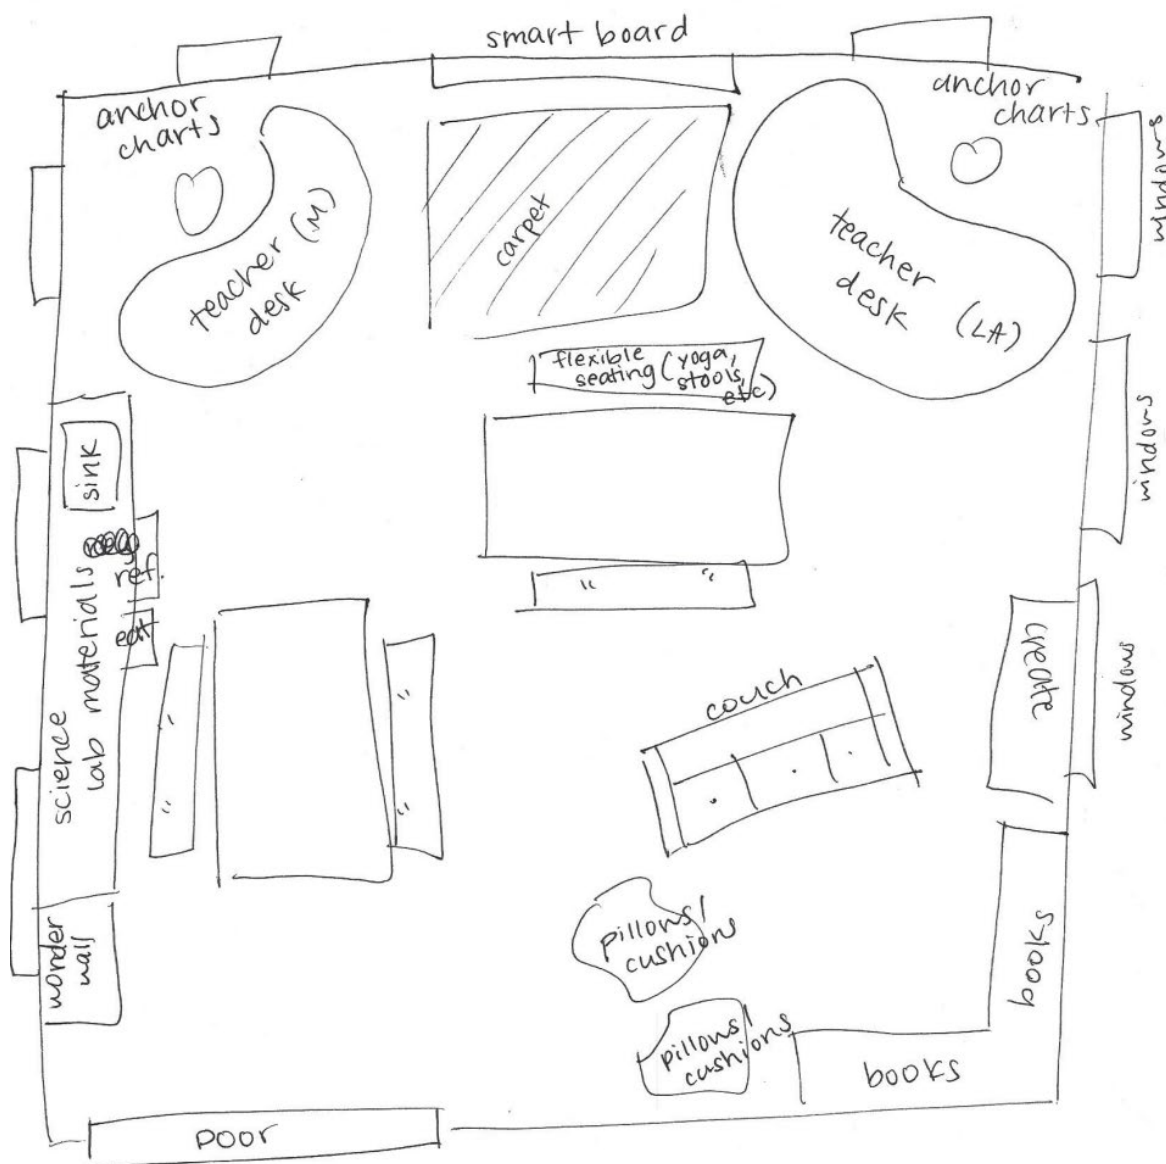 smart board
anchor
charts
anchor
charts
windows
carpet
teacher (M)
desk
teacher
desk (LA)
flexible
seating (yoga,
stools,
etc)
windows
sink
ref.
eat
science
lab materials
" "
" "
" "
create
windows
couch
wonder
wall
pillows/
cushions
books
pillows/
cushions
books
Door